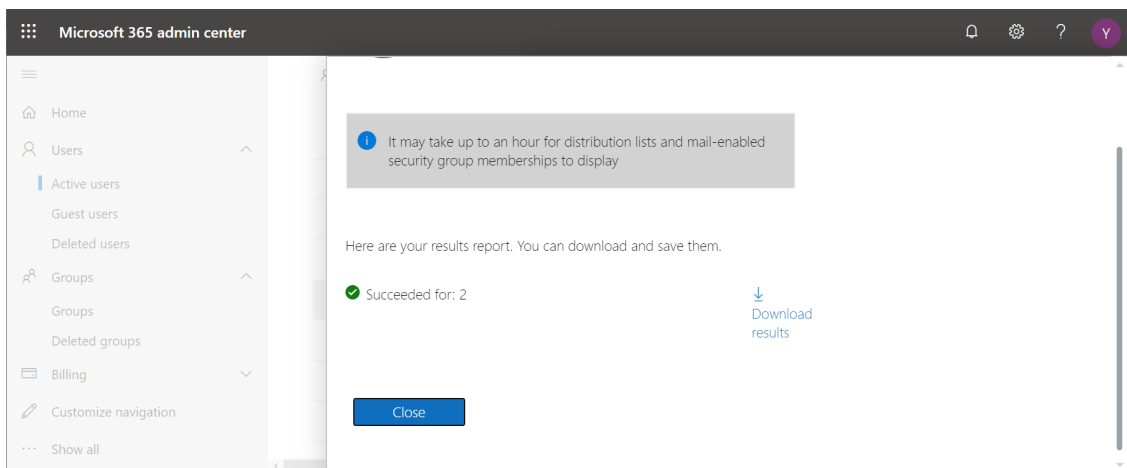 Microsoft 365 admin center
?
Y
Home
Users
Active users
Guest users
Deleted users
Groups
Groups
Deleted groups
Billing
Customize navigation
Show all
It may take up to an hour for distribution lists and mail-enabled
security group memberships to display
Here are your results report. You can download and save them.
Succeeded for: 2
Download
results
Close